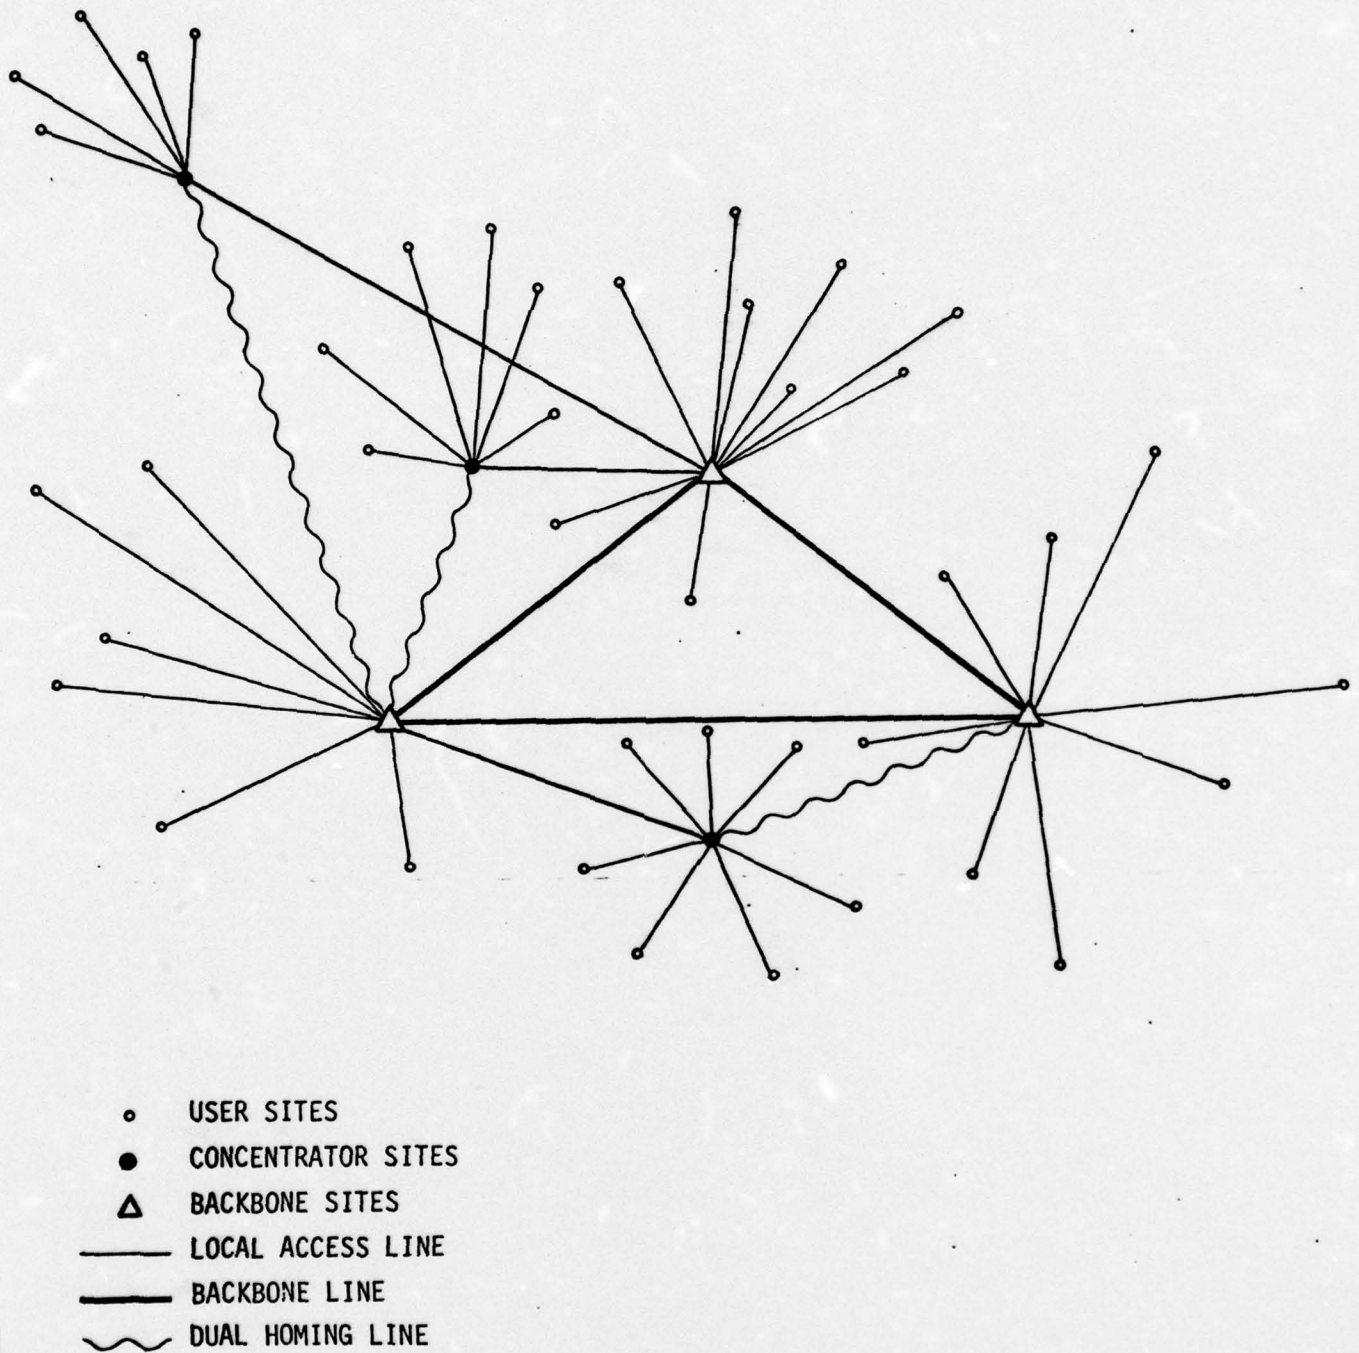 USER SITES
CONCENTRATOR SITES
BACKBONE SITES
LOCAL ACCESS LINE
BACKBONE LINE
DUAL HOMING LINE